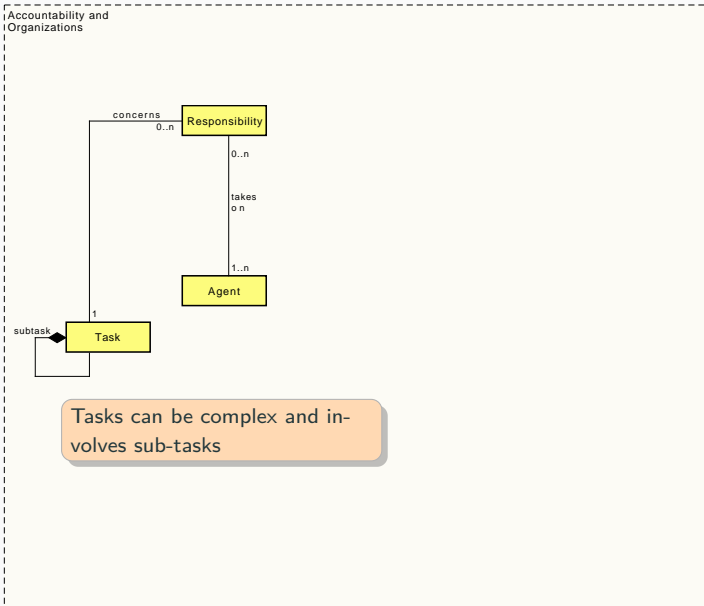 Accountability and
Organizations
concerns
0..n
Responsibility
0..n
takes
on
1..n
Agent
1
subtask
Task
Tasks can be complex and in-
volves sub-tasks